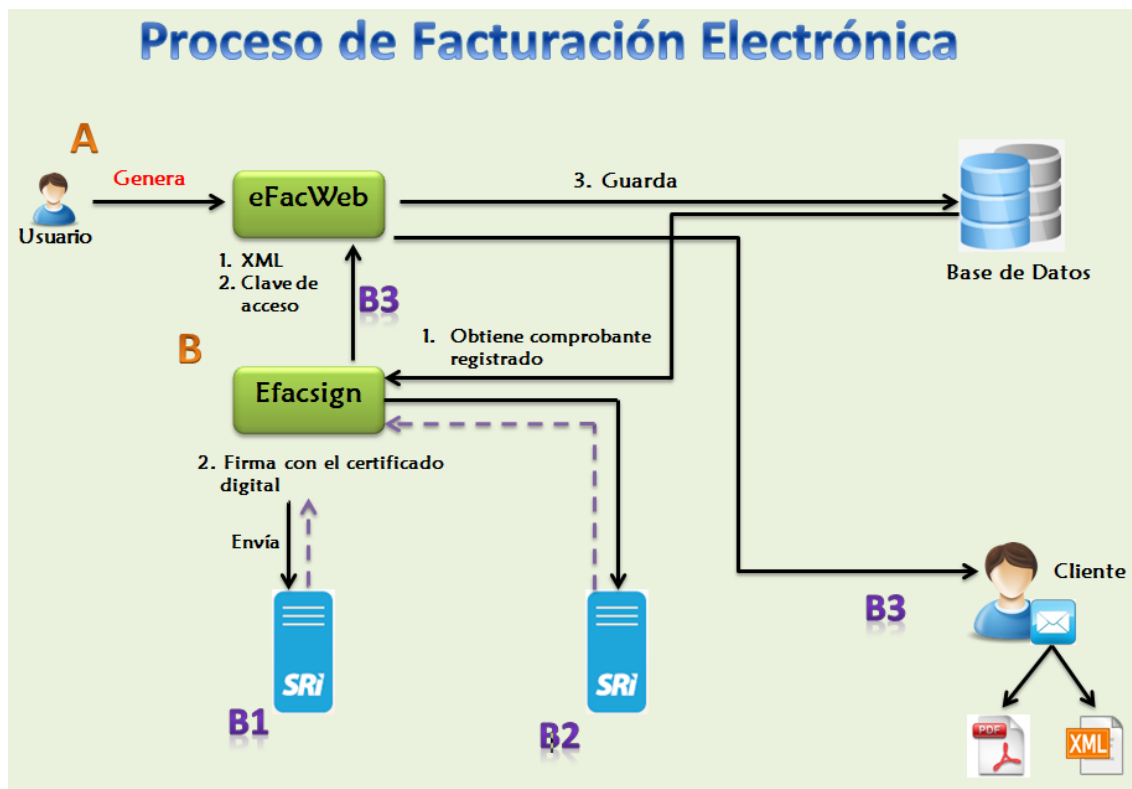 Proceso de Facturación Electrónica
A
Genera
Usuario
eFacWeb
3. Guarda
Base de Datos
1. XML
2. Clave de
acceso
B3
B
1. Obtiene comprobante
registrado
Efacsign
2. Firma con el certificado
digital
Envía
SRi
B1
SRi
B2
B3
Cliente
PDF
XML